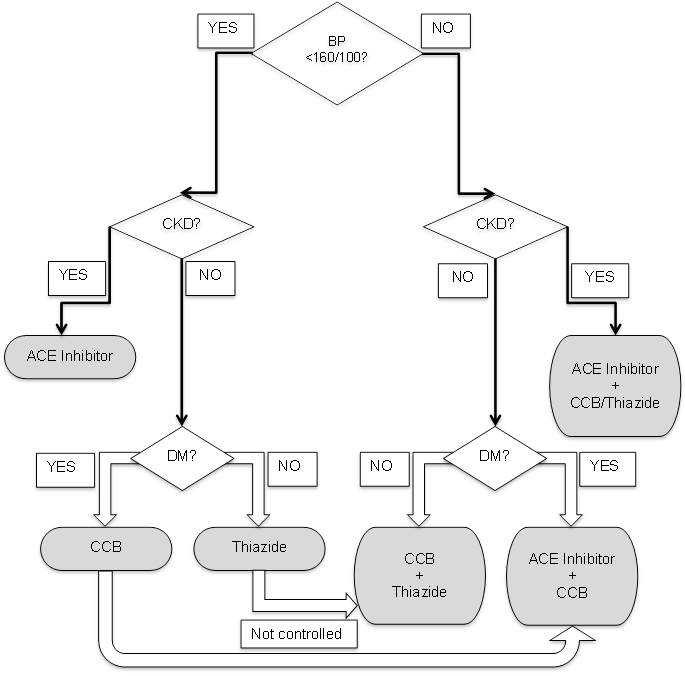 YES
BP
<160/100?
NO
CKD?
CKD?
YES
NO
NO
YES
ACE Inhibitor
ACE Inhibitor
+
CCB/Thiazide
YES
DM?
NO
NO
DM?
YES
CCB
Thiazide
CCB
+
Thiazide
ACE Inhibitor
+
CCB
Not controlled